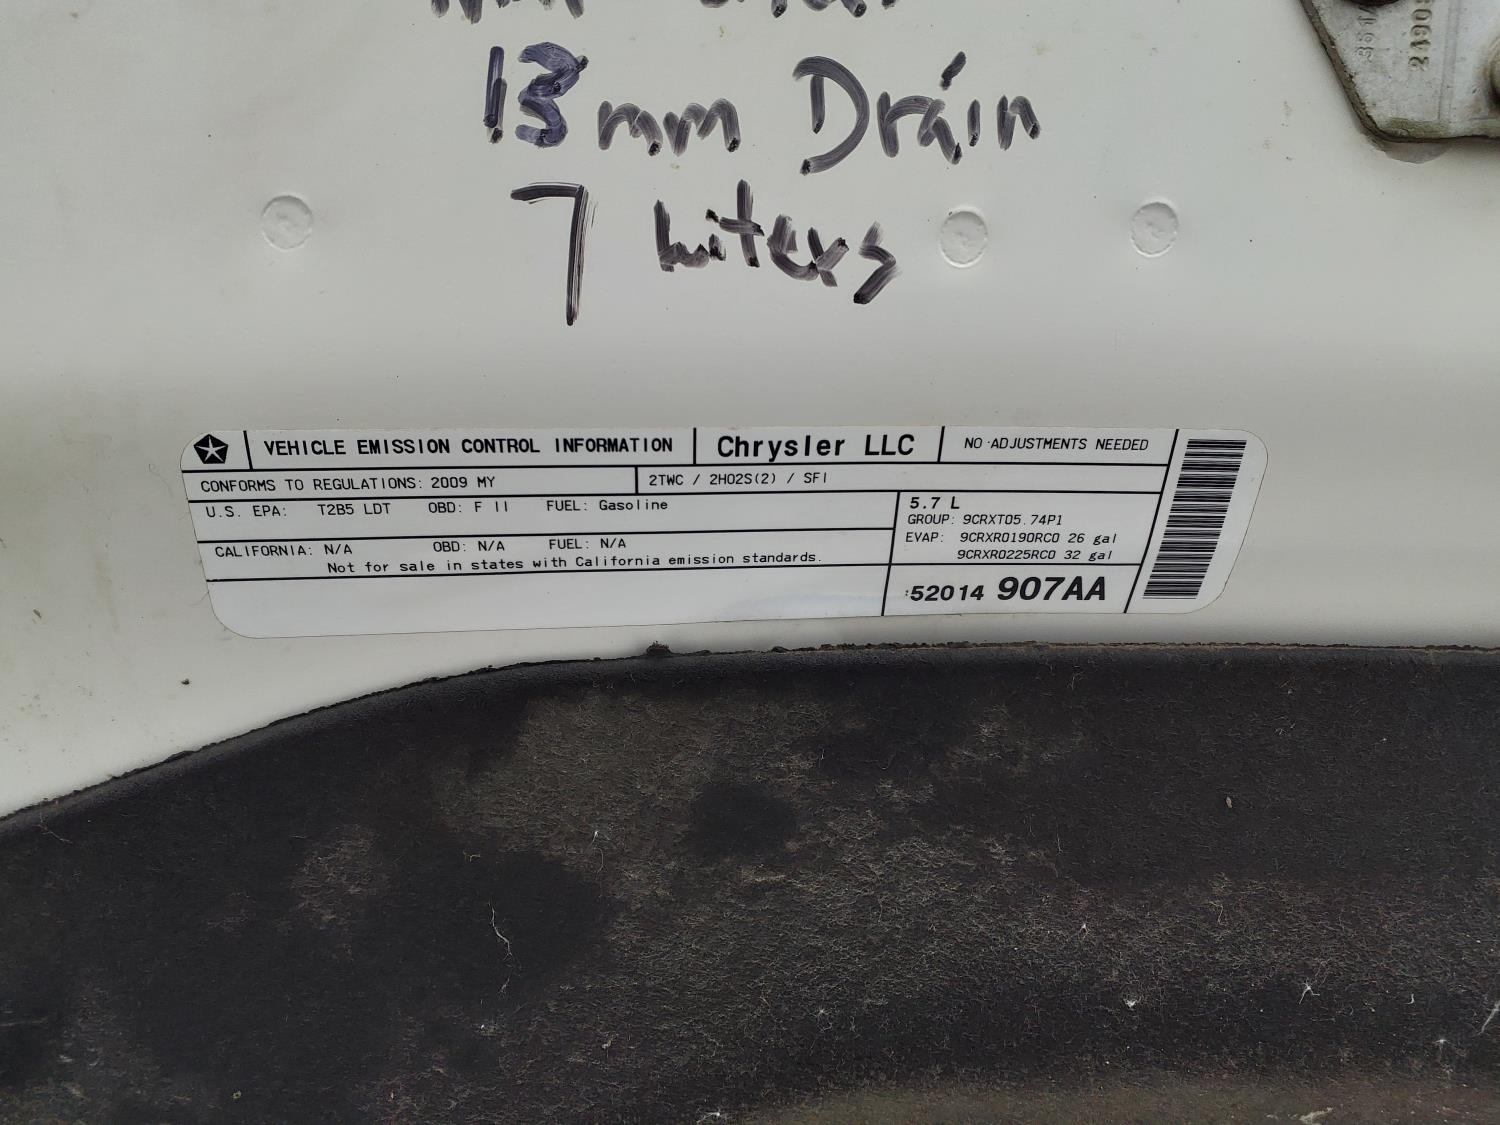 13mm Drain
7 Liters
VEHICLE EMISSION CONTROL INFORMATION
Chrysler LLC
NO ADJUSTMENTS NEEDED
CONFORMS TO REGULATIONS: 2009 MY
2TWC / 2HO2S(2) / SFI
U.S. EPA: T2B5 LDT OBD: F II FUEL: Gasoline
5.7 L
GROUP: 9CRXT05.74P1
CALIFORNIA: N/A OBD: N/A FUEL: N/A
EVAP: 9CRXR0190RC0 26 gal
Not for sale in states with California emission standards.
9CRXR0225RC0 32 gal
52014 907AA